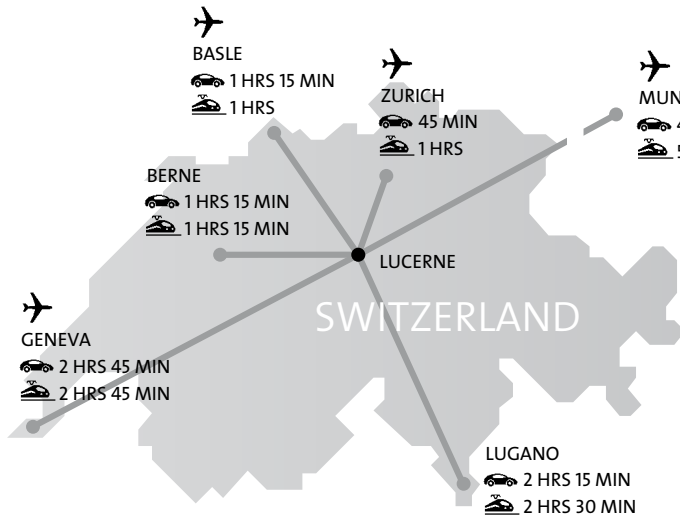 BASLE
1 HRS 15 MIN
1 HRS
ZURICH
45 MIN
1 HRS
MUN
4
5
BERNE
1 HRS 15 MIN
1 HRS 15 MIN
LUCERNE
SWITZERLAND
GENEVA
2 HRS 45 MIN
2 HRS 45 MIN
LUGANO
2 HRS 15 MIN
2 HRS 30 MIN